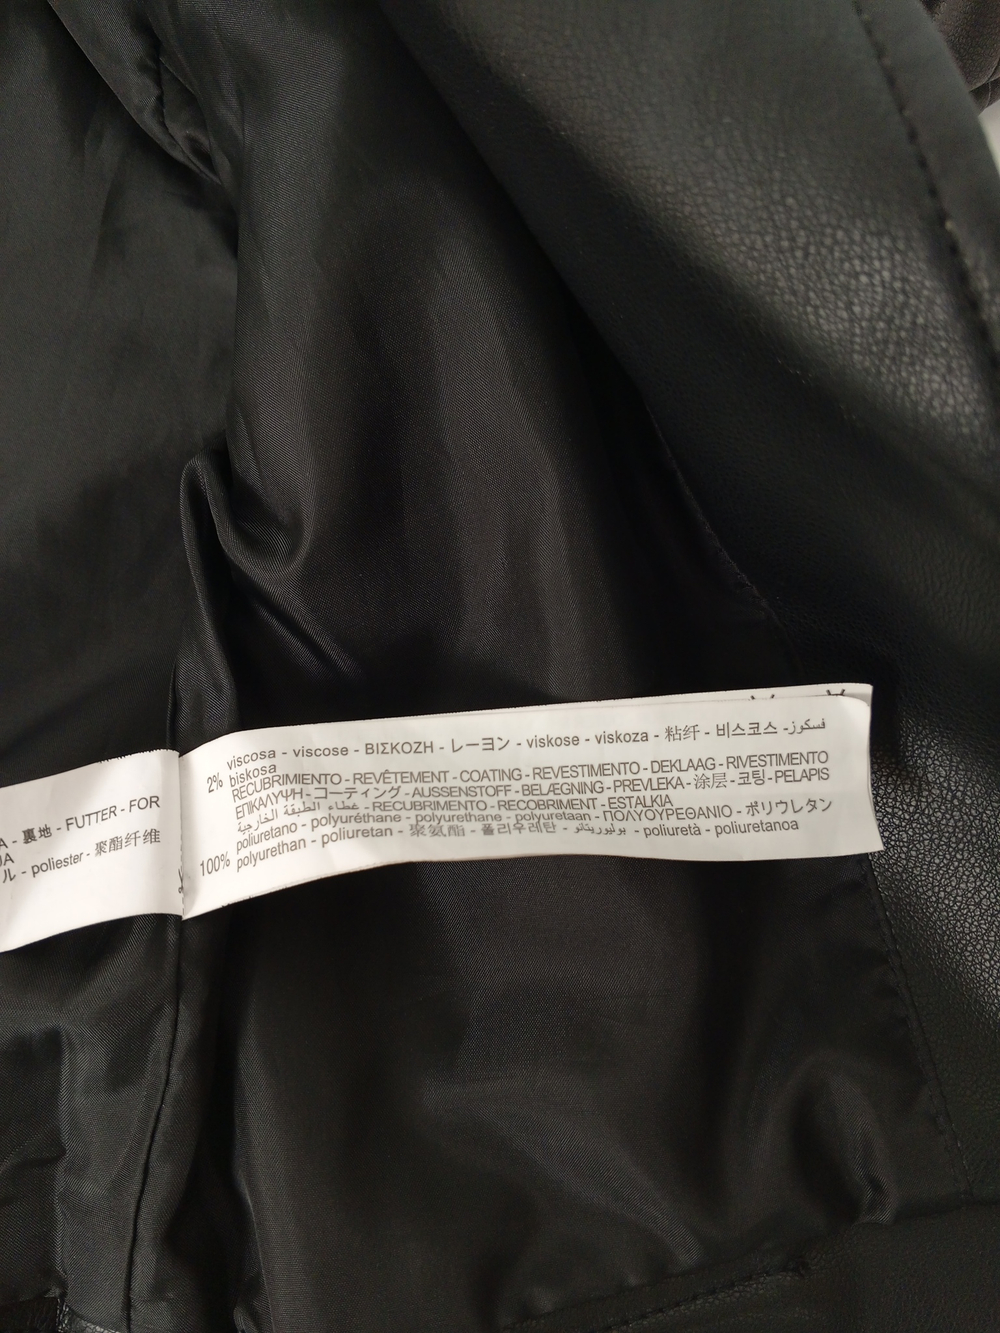 A - 裏地 - FUTTER - FOR
JA
ル - poliester - 聚酯纤维
2% viscosa - viscose - ΒΙΣΚΟΖΗ - レーヨン - viskose - viskoza - 粘纤 - 비스코스 - فسكوز
biskosa
RECUBRIMIENTO - REVÊTEMENT - COATING - REVESTIMENTO - DEKLAAG - RIVESTIMENTO
ΕΠΙΚΑΛΥΨΗ - コーティング - AUSSENSTOFF - BELÆGNING - PREVLEKA - 涂层 - 코팅 - PELAPIS
غطاء الطبقة الخارجية - RECUBRIMENTO - RECOBRIMENT - ESTALKIA
poliuretano - polyuréthane - polyurethane - polyuretaan - ΠΟΛΥΟΥΡΕΘΑΝΙΟ - ポリウレタン
100% polyurethan - poliuretan - 聚氨酯 - 폴리우레탄 - بوليوريثانو - poliuretà - poliuretanoa